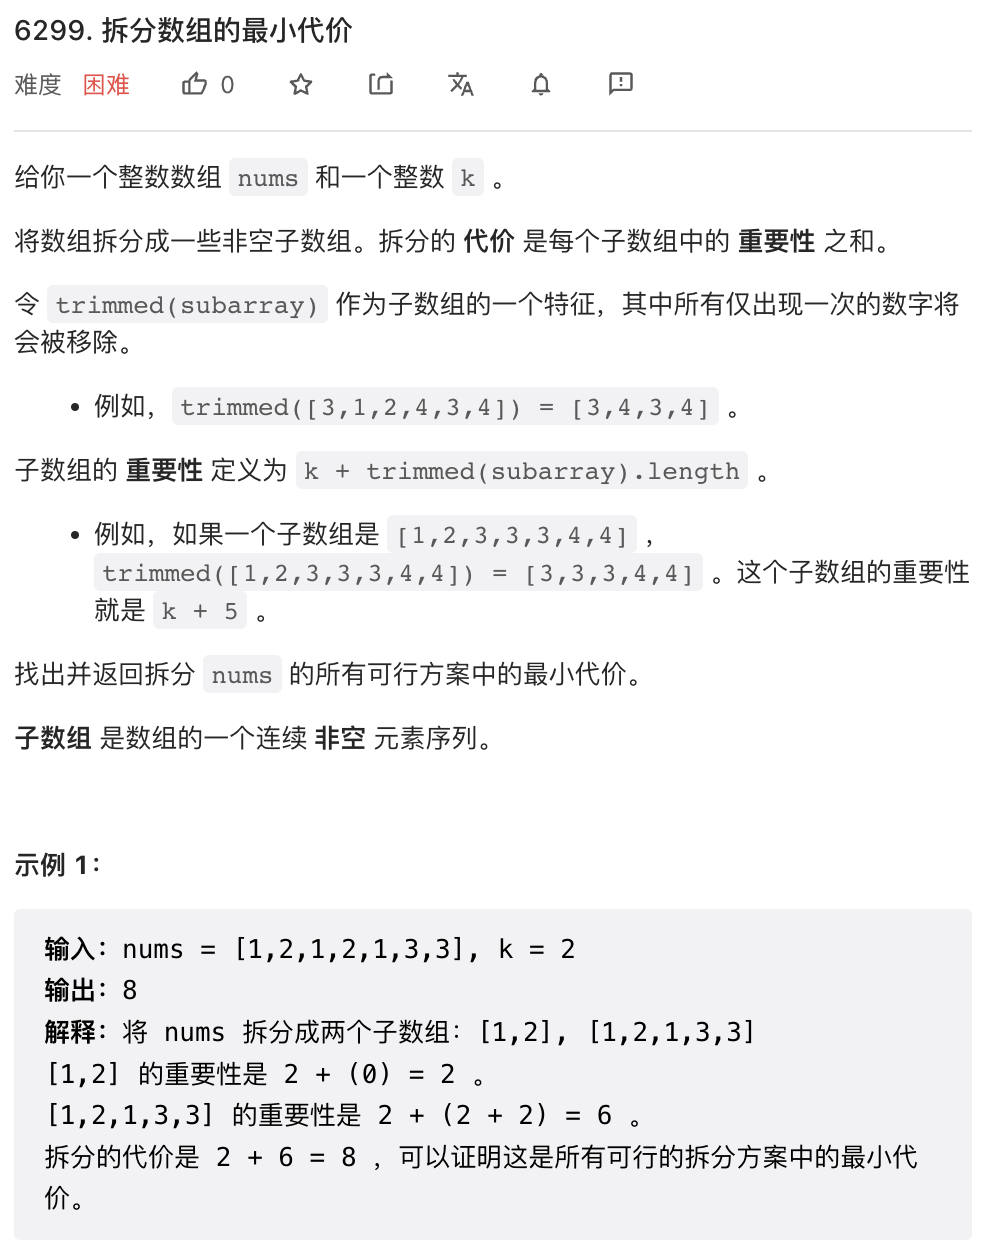 6299. 拆分数组的最小代价
难度 困难 0
给你一个整数数组 nums 和一个整数 k 。
将数组拆分成一些非空子数组。拆分的 代价 是每个子数组中的 重要性 之和。
令 trimmed(subarray) 作为子数组的一个特征，其中所有仅出现一次的数字将
会被移除。
• 例如，trimmed([3,1,2,4,3,4]) = [3,4,3,4] 。
子数组的 重要性 定义为 k + trimmed(subarray).length 。
• 例如，如果一个子数组是 [1,2,3,3,3,4,4] ，
trimmed([1,2,3,3,3,4,4]) = [3,3,3,4,4] 。这个子数组的重要性
就是 k + 5 。
找出并返回拆分 nums 的所有可行方案中的最小代价。
子数组 是数组的一个连续 非空 元素序列。
示例 1：
输入：nums = [1,2,1,2,1,3,3], k = 2
输出：8
解释：将 nums 拆分成两个子数组：[1,2], [1,2,1,3,3]
[1,2] 的重要性是 2 + (0) = 2 。
[1,2,1,3,3] 的重要性是 2 + (2 + 2) = 6 。
拆分的代价是 2 + 6 = 8 ，可以证明这是所有可行的拆分方案中的最小代
价。